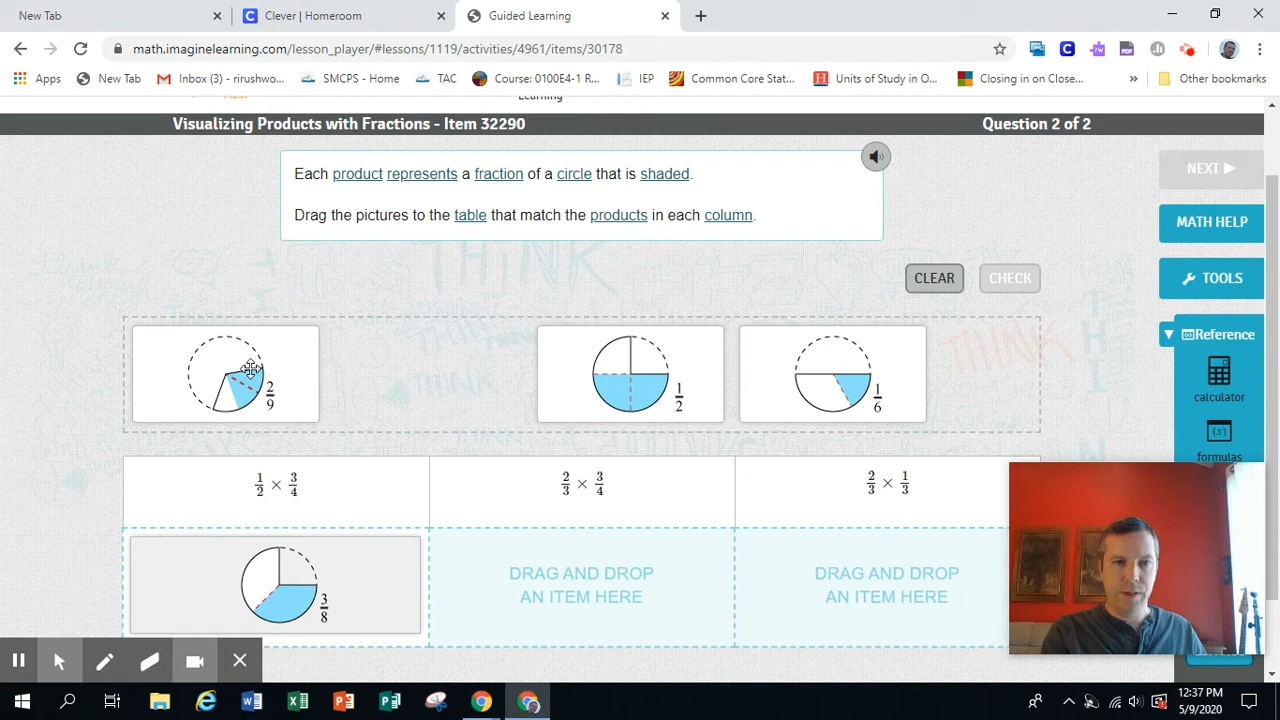 New Tab
Clever | Homeroom
Guided Learning
math.imaginelearning.com/lesson_player/#lessons/1119/activities/4961/items/30178
Apps
New Tab
Inbox (9) - rirushwo...
SMCPS - Home
TAC
Course: 0100E4-1 R...
IEP
Common Core Stat...
Units of Study in O...
Closing in on Close...
»
Other bookmarks
Learning
Visualizing Products with Fractions - Item 32290
Question 2 of 2
Each product represents a fraction of a circle that is shaded.
Drag the pictures to the table that match the products in each column.
NEXT
MATH HELP
TOOLS
CLEAR
CHECK
Reference
calculator
(x)
formulas
THINK
2/9
1/2
1/6
1/2 × 3/4
2/3 × 3/4
2/3 × 1/3
3/8
DRAG AND DROP
AN ITEM HERE
DRAG AND DROP
AN ITEM HERE
12:37 PM
5/9/2020